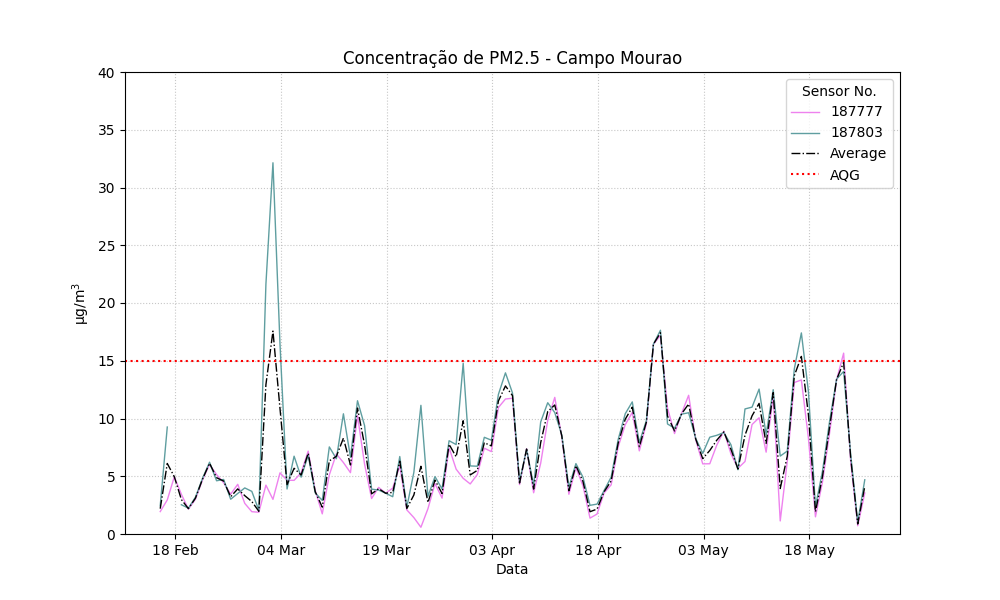 Concentração de PM2.5 - Campo Mourao
Sensor No.
187777
187803
Average
AQG
40
35
30
25
20
15
10
5
0
µg/m³
18 Feb
04 Mar
19 Mar
03 Apr
18 Apr
03 May
18 May
Data